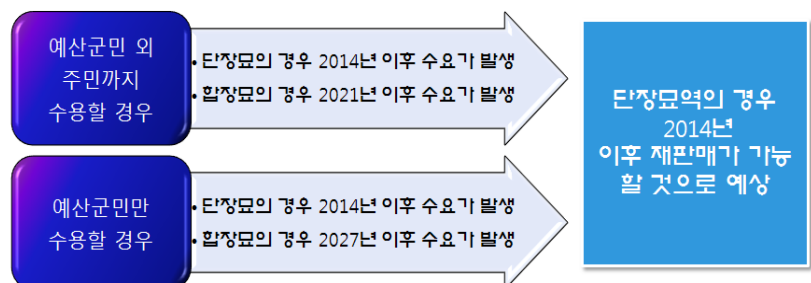 예산군민 외
주민까지
수용할 경우
• 단장묘의 경우 2014년 이후 수요가 발생
• 합장묘의 경우 2021년 이후 수요가 발생
예산군민만
수용할 경우
• 단장묘의 경우 2014년 이후 수요가 발생
• 합장묘의 경우 2027년 이후 수요가 발생
단장묘역의 경우
2014년
이후 재판매가 가능
할 것으로 예상